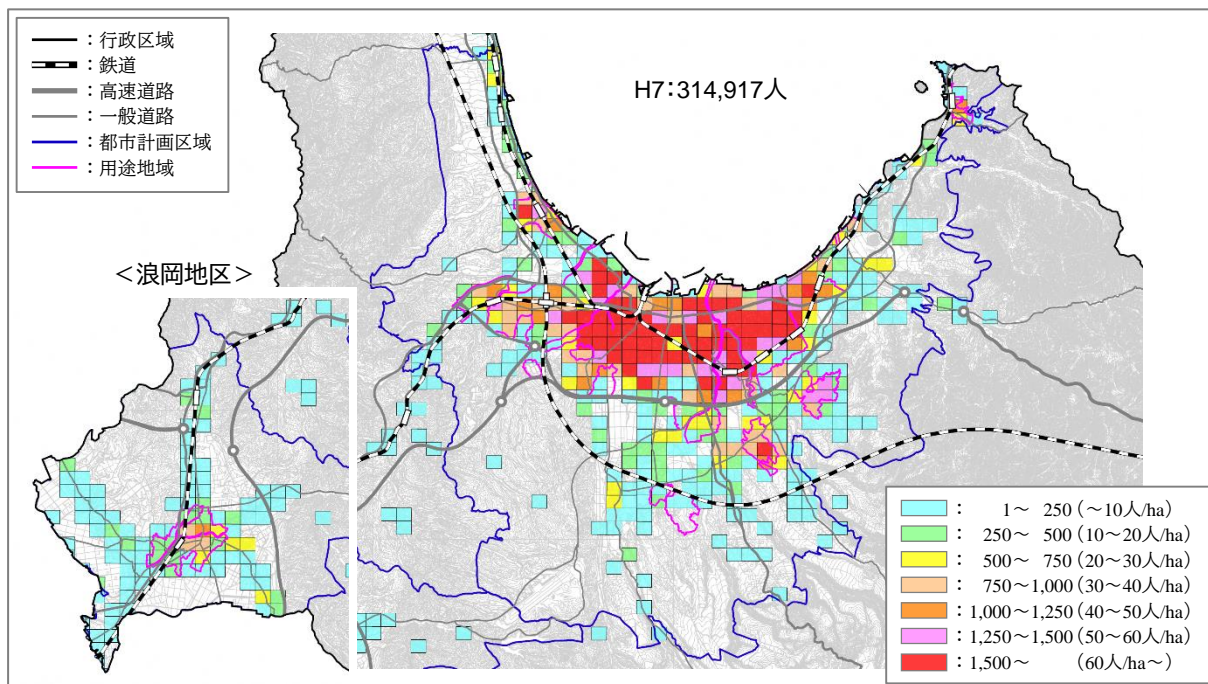 ：行政区域
：鉄道
：高速道路
：一般道路
：都市計画区域
：用途地域
H7：314,917人
＜浪岡地区＞
： 1～ 250（～10人/ha）
： 250～ 500（10～20人/ha）
： 500～ 750（20～30人/ha）
： 750～1,000（30～40人/ha）
：1,000～1,250（40～50人/ha）
：1,250～1,500（50～60人/ha）
：1,500～ （60人/ha～）